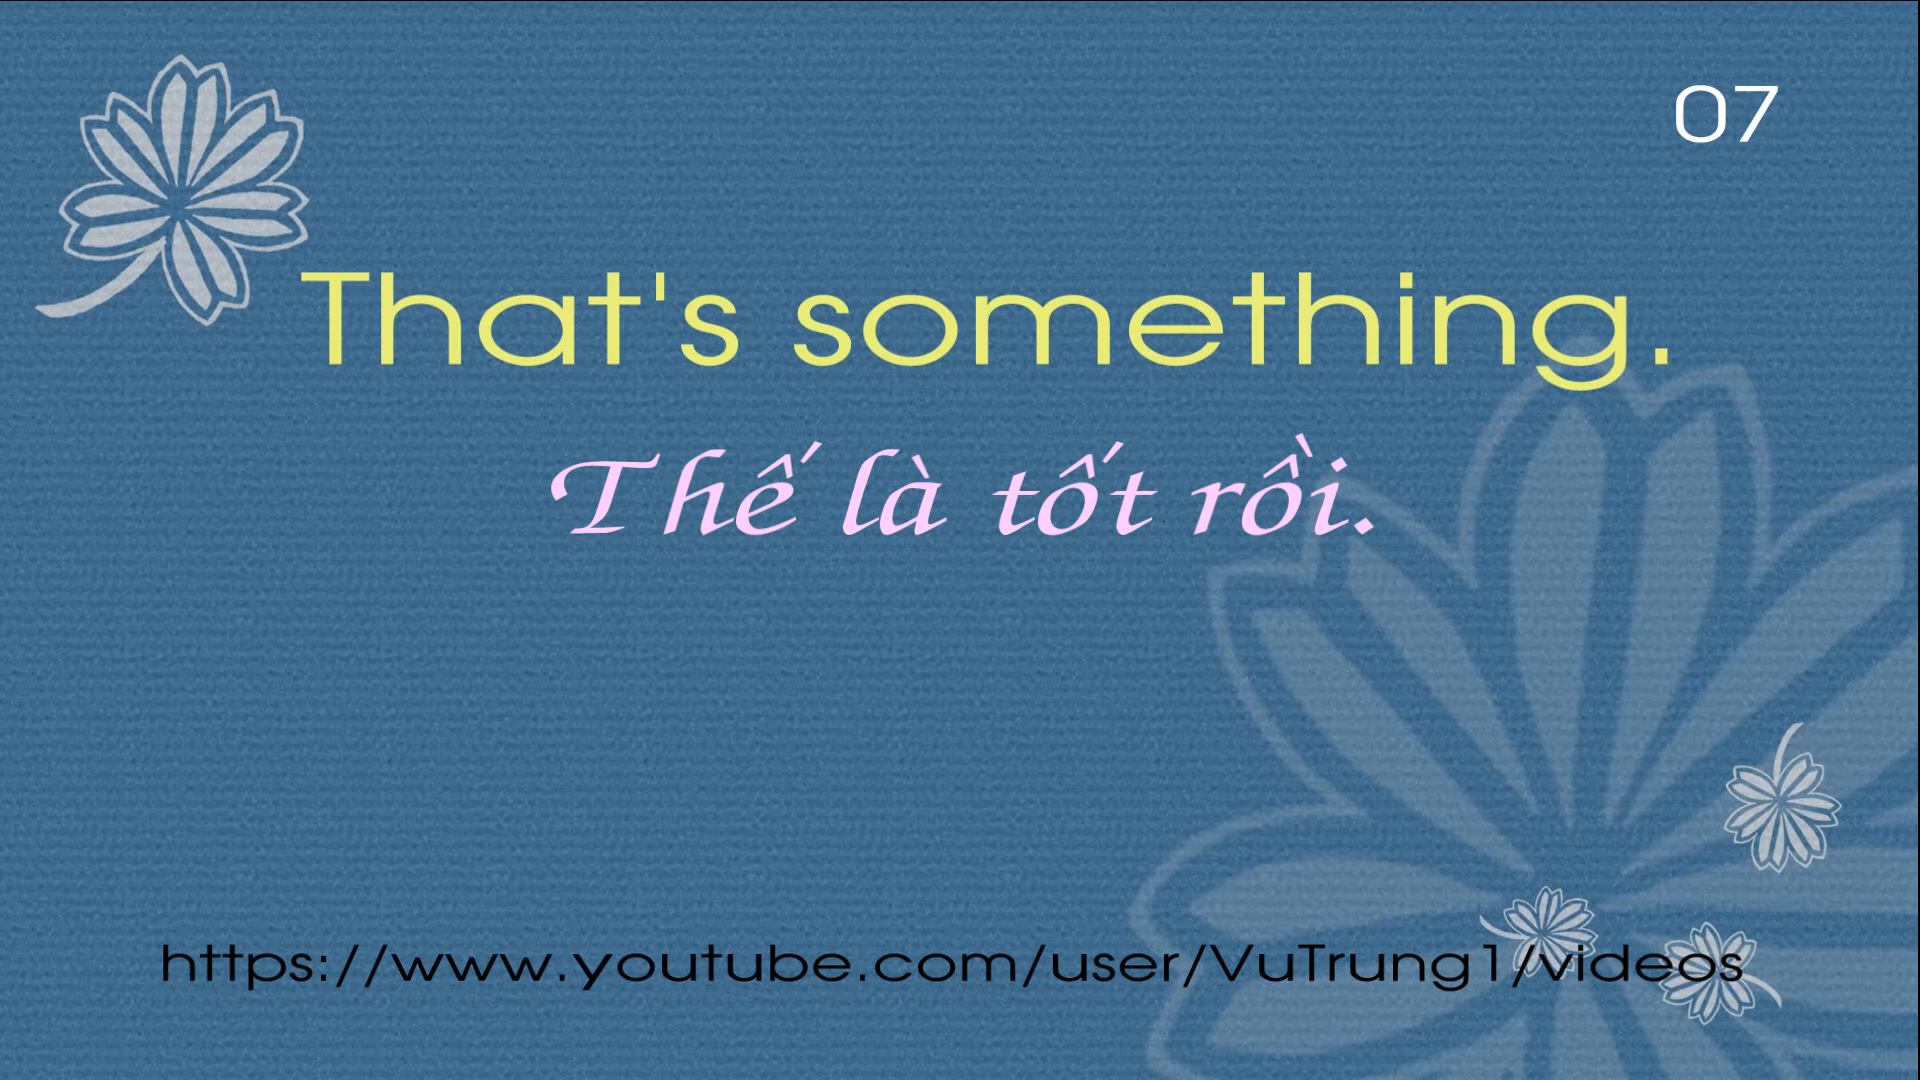 07
That's something.
Thế là tốt rồi.
https://www.youtube.com/user/VuTrung1/videos